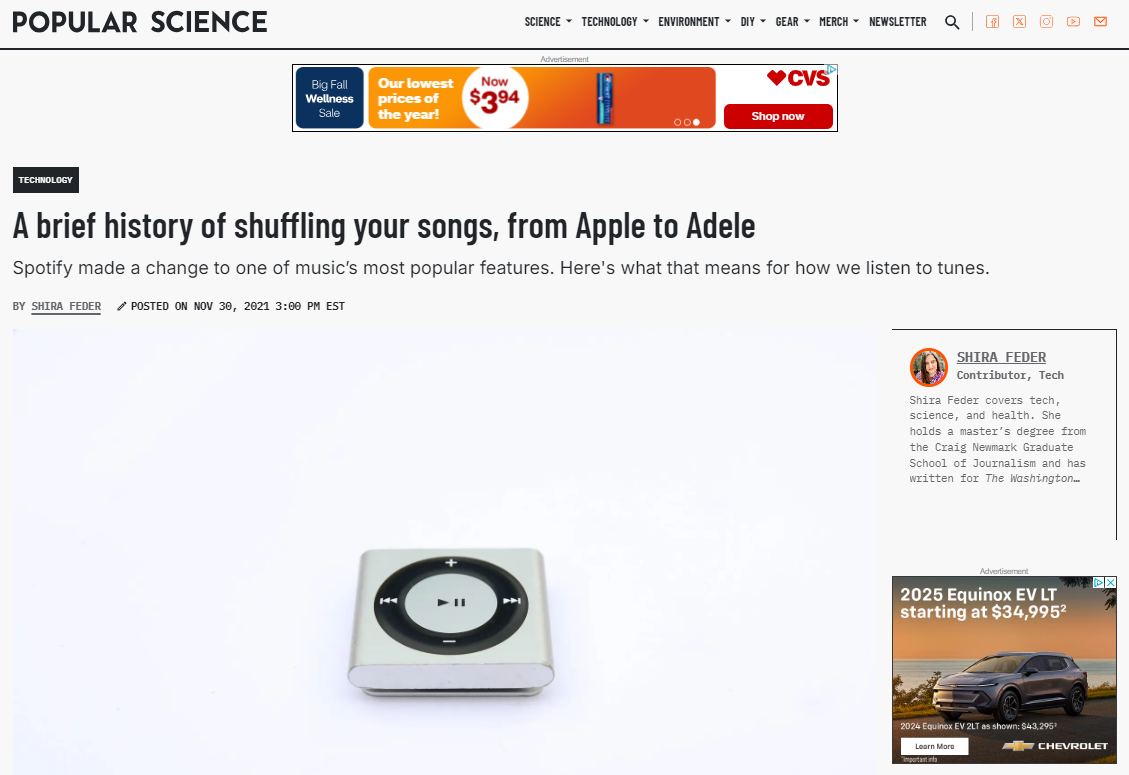 POPULAR SCIENCE
SCIENCE TECHNOLOGY ENVIRONMENT DIY GEAR MERCH NEWSLETTER
Advertisement
Big Fall
Wellness
Sale
Our lowest
prices of
the year!
Now
$3.94
CVS
Shop now
TECHNOLOGY
A brief history of shuffling your songs, from Apple to Adele
Spotify made a change to one of music’s most popular features. Here's what that means for how we listen to tunes.
BY SHIRA FEDER POSTED ON NOV 30, 2021 3:00 PM EST
SHIRA FEDER
Contributor, Tech
Shira Feder covers tech,
science, and health. She
holds a master’s degree from
the Craig Newmark Graduate
School of Journalism and has
written for The Washington…
Advertisement
2025 Equinox EV LT
starting at $34,995²
2024 Equinox EV 2LT as shown: $43,295²
Learn More
CHEVROLET
*Important info